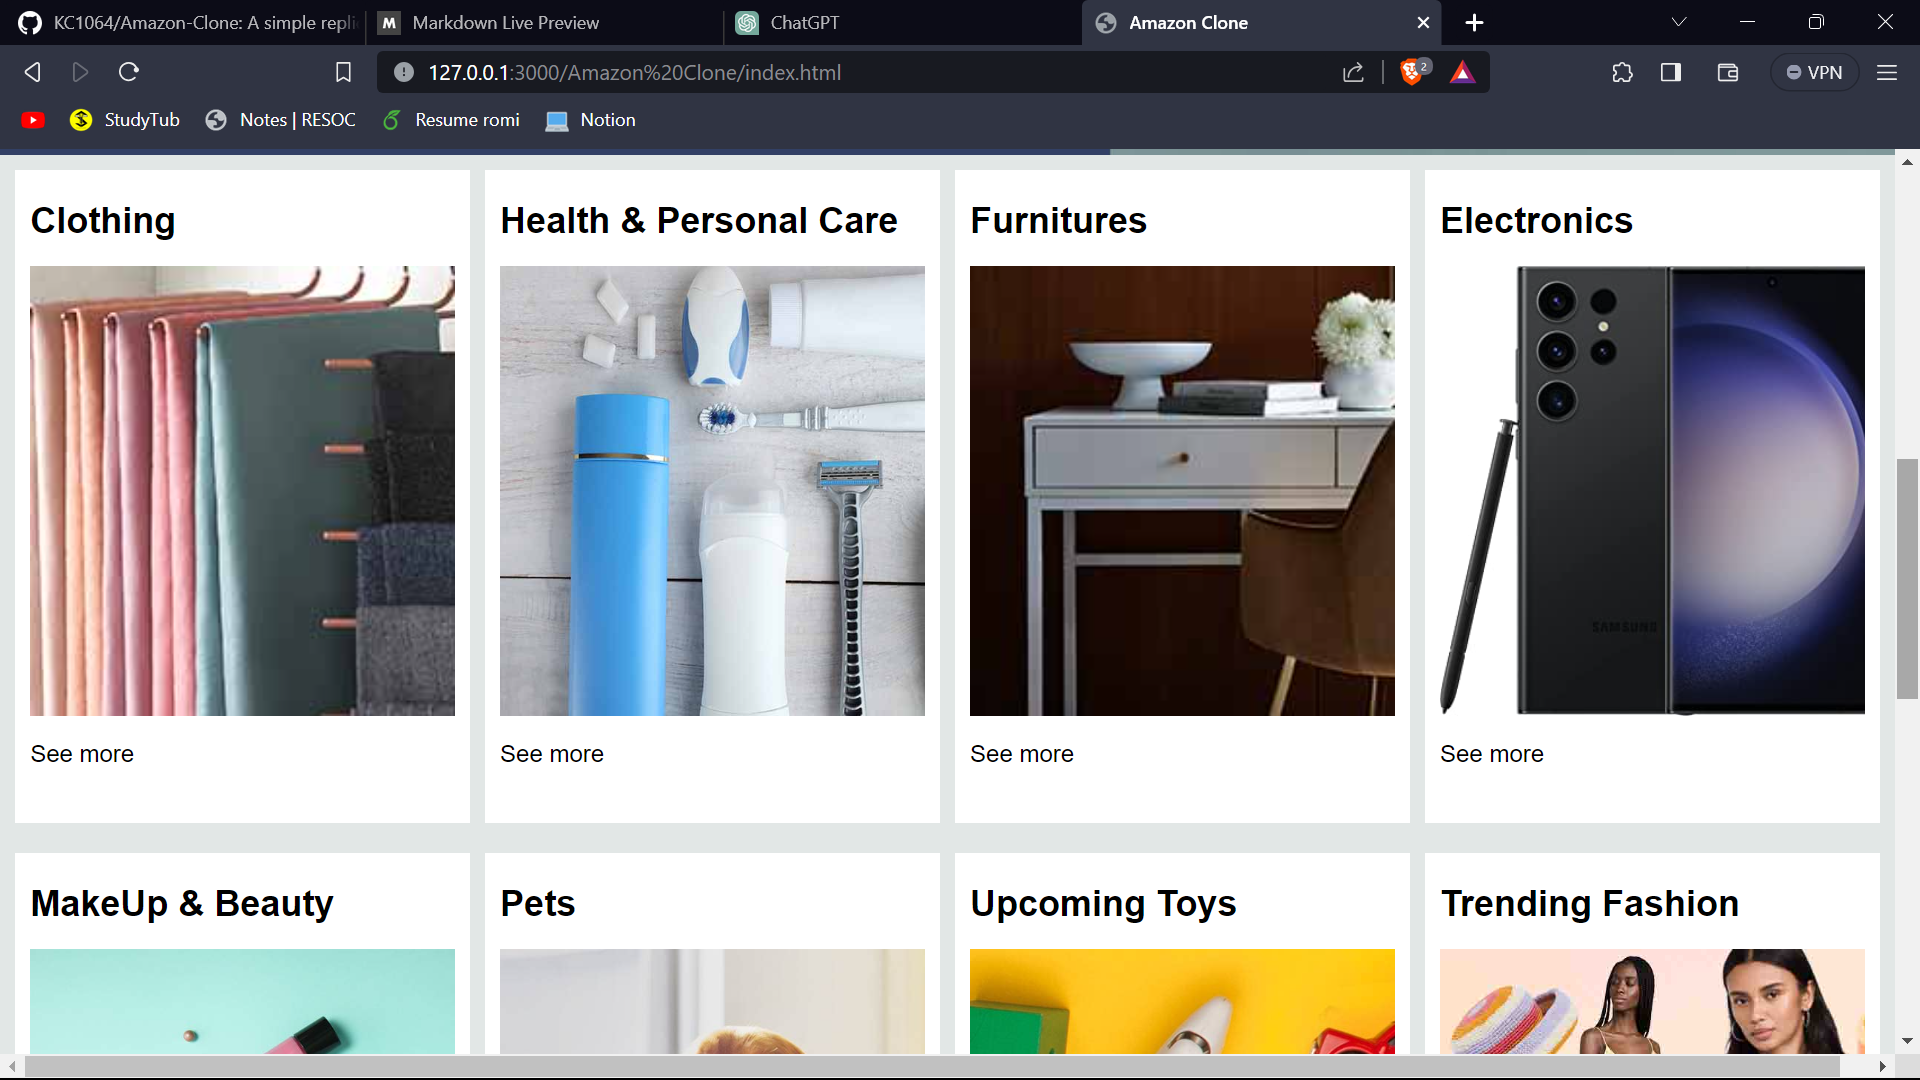 KC1064/Amazon-Clone: A simple repli
M Markdown Live Preview
ChatGPT
Amazon Clone
127.0.0.1:3000/Amazon%20Clone/index.html
2
VPN
StudyTub
Notes | RESOC
Resume romi
Notion
Clothing
Health & Personal Care
Furnitures
Electronics
SAMSUNG
See more
See more
See more
See more
MakeUp & Beauty
Pets
Upcoming Toys
Trending Fashion